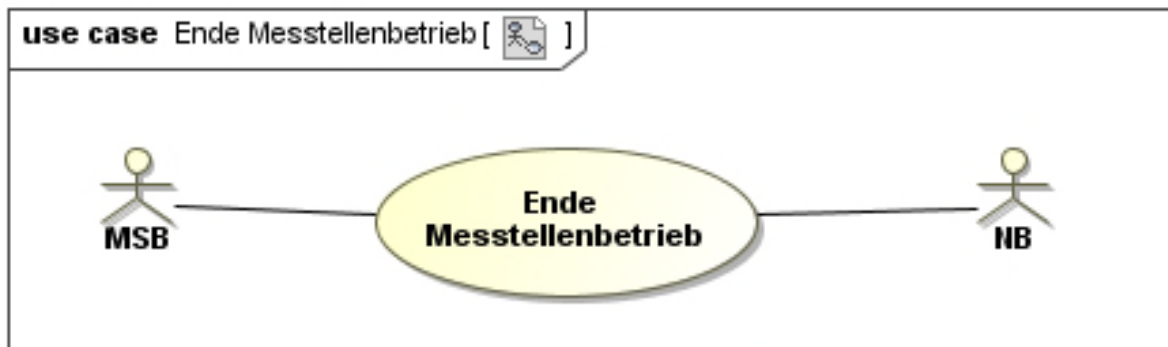 use case Ende Messtellenbetrieb [ ]
Ende
Messtellenbetrieb
MSB
NB